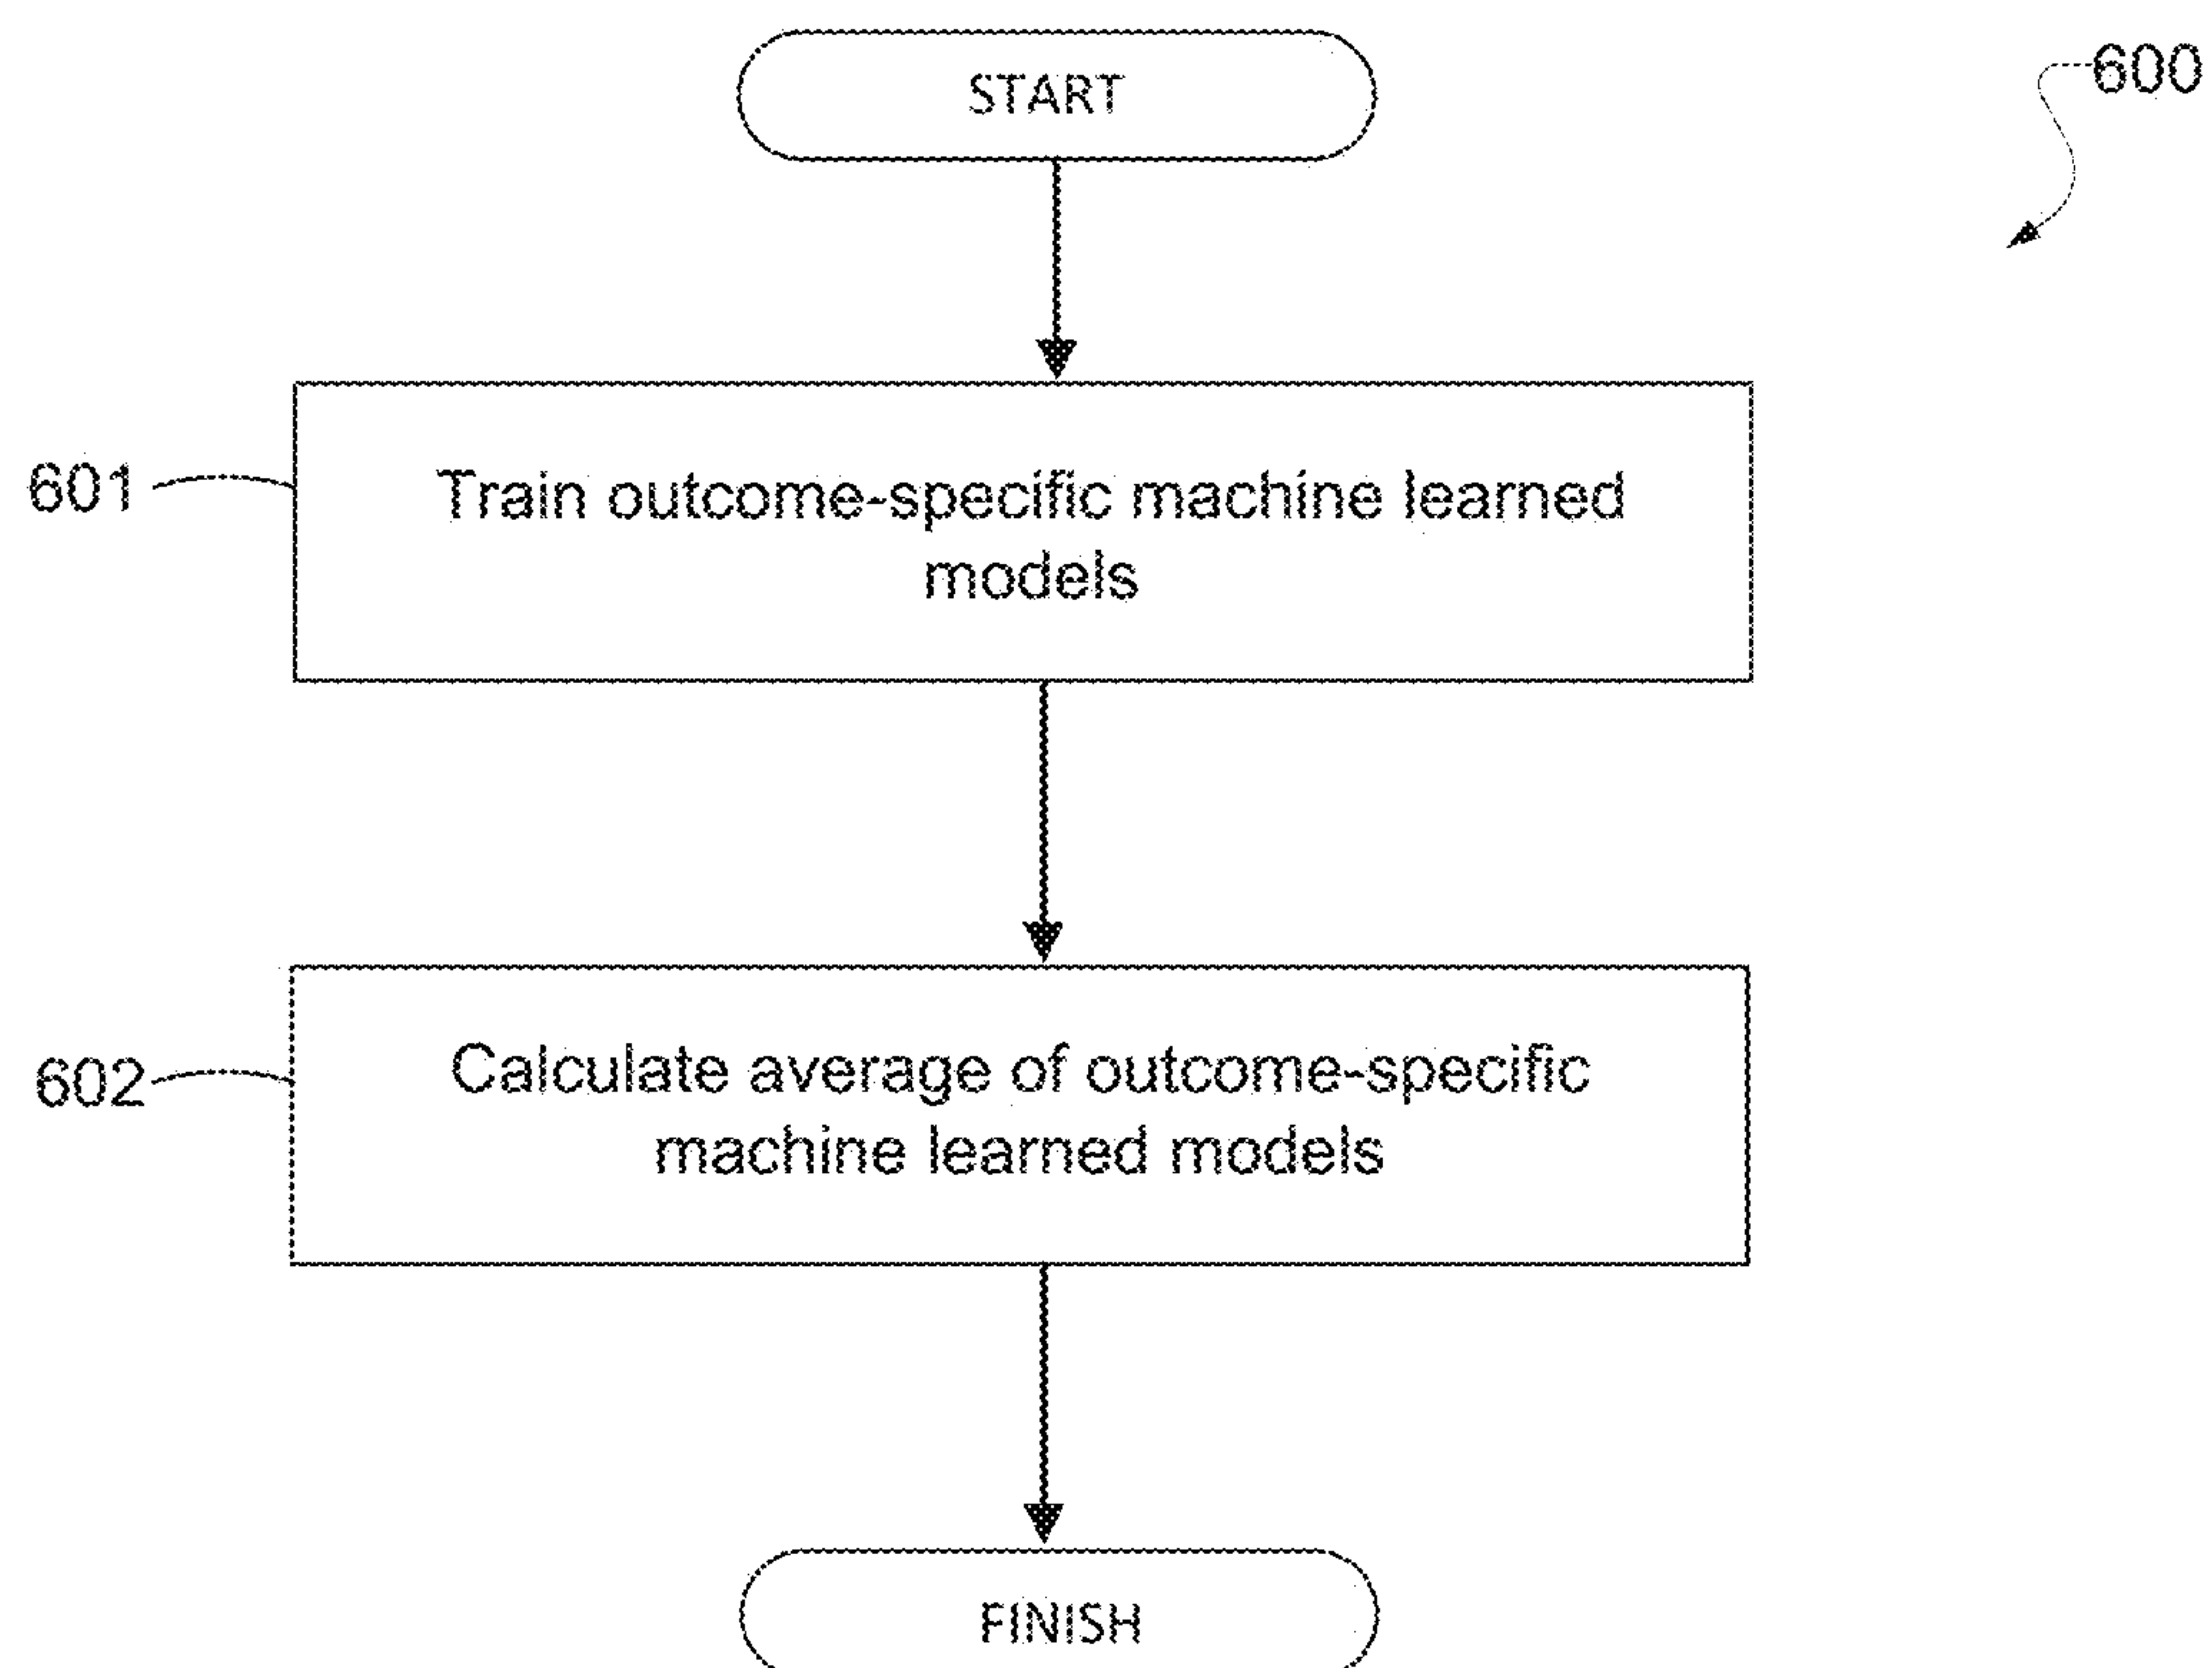 START
600
601
Train outcome-specific machine learned
models
602
Calculate average of outcome-specific
machine learned models
FINISH